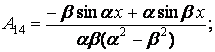 A₁₄ = (−β sin αx + α sin βx) / (αβ(α² − β²));